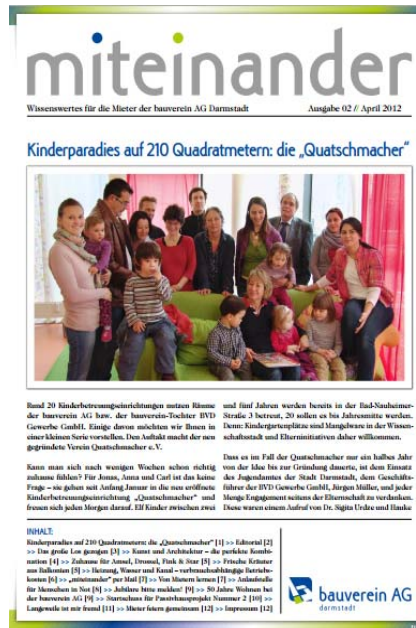 miteinander
Wissenswertes für die Mieter der bauverein AG Darmstadt Ausgabe 02 // April 2012
Kinderparadies auf 210 Quadratmetern: die „Quatschmacher"
Rund 20 Kinderbetreuungseinrichtungen nutzen Räume
der bauverein AG bzw. der bauverein-Tochter BVD
Gewerbe GmbH. Einige davon möchten wir Ihnen in
einer kleinen Serie vorstellen. Den Auftakt macht der neu
gegründete Verein Quatschmacher e.V.
Kann man sich nach wenigen Wochen schon richtig
zuhause fühlen? Für Jonas, Anna und Carl ist das keine
Frage – sie gehen seit Anfang Januar in die neu eröffnete
Kinderbetreuungseinrichtung „Quatschmacher" und
freuen sich jeden Morgen darauf. Elf Kinder zwischen zwei
und fünf Jahren werden bereits in der Bad-Nauheimer-
Straße 3 betreut, 20 sollen es bis Jahresmitte werden.
Denn: Kindergartenplätze sind Mangelware in der Wissen-
schaftsstadt und Elterninitiativen daher willkommen.
Dass es im Fall der Quatschmacher nur ein halbes Jahr
von der Idee bis zur Gründung dauerte, ist dem Einsatz
des Jugendamtes der Stadt Darmstadt, dem Geschäfts-
führer der BVD Gewerbe GmbH, Jürgen Müller, und jeder
Menge Engagement seitens der Elternschaft zu verdanken.
Diese waren einem Aufruf von Dr. Sigita Urdze und Hauke
INHALT:
Kinderparadies auf 210 Quadratmetern: die „Quatschmacher" [1] >> Editorial [2]
>> Das große Los gezogen [3] >> Kunst und Architektur – die perfekte Kombi-
nation [4] >> Zuhause für Amsel, Drossel, Fink & Star [5] >> Frische Kräuter
aus Balkonien [5] >> Heizung, Wasser und Kanal – verbrauchsabhängige Betriebs-
kosten [6] >> „miteinander" per Mail [7] >> Von Mietern lernen [7] >> Anlaufstelle
für Menschen in Not [8] >> Jubilare bitte melden! [9] >> 50 Jahre Wohnen bei
der bauverein AG [9] >> Startschuss für Passivhausprojekt Nummer 2 [10] >>
Langeweile ist mir fremd [11] >> Mieter feiern gemeinsam [12] >> Impressum [12]
bauverein AG
darmstadt